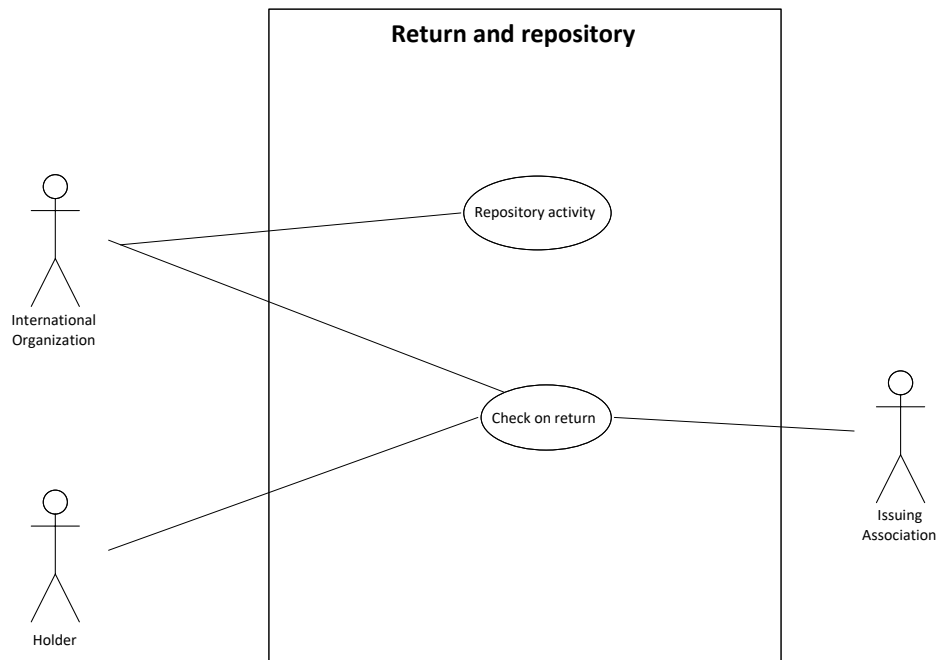 Return and repository
Repository activity
International
Organization
Check on return
Issuing
Association
Holder